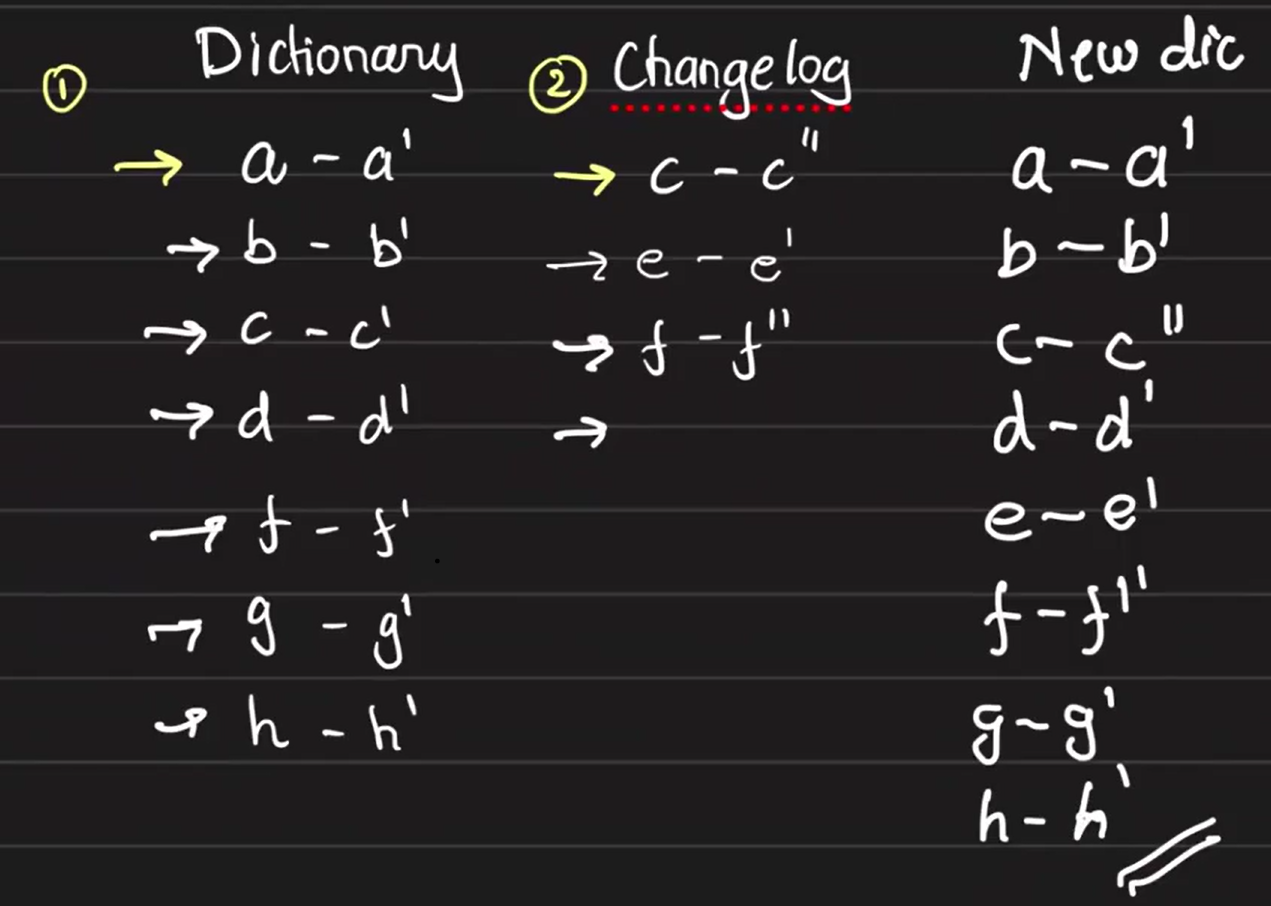 ① Dictionary ② Changelog New dic
→ a - a' → c - c'' a - a'
→ b - b' → e - e' b - b'
→ c - c' → f - f'' c - c''
→ d - d' → d - d'
e - e'
→ f - f' f - f''
→ g - g' g - g'
→ h - h' h - h'